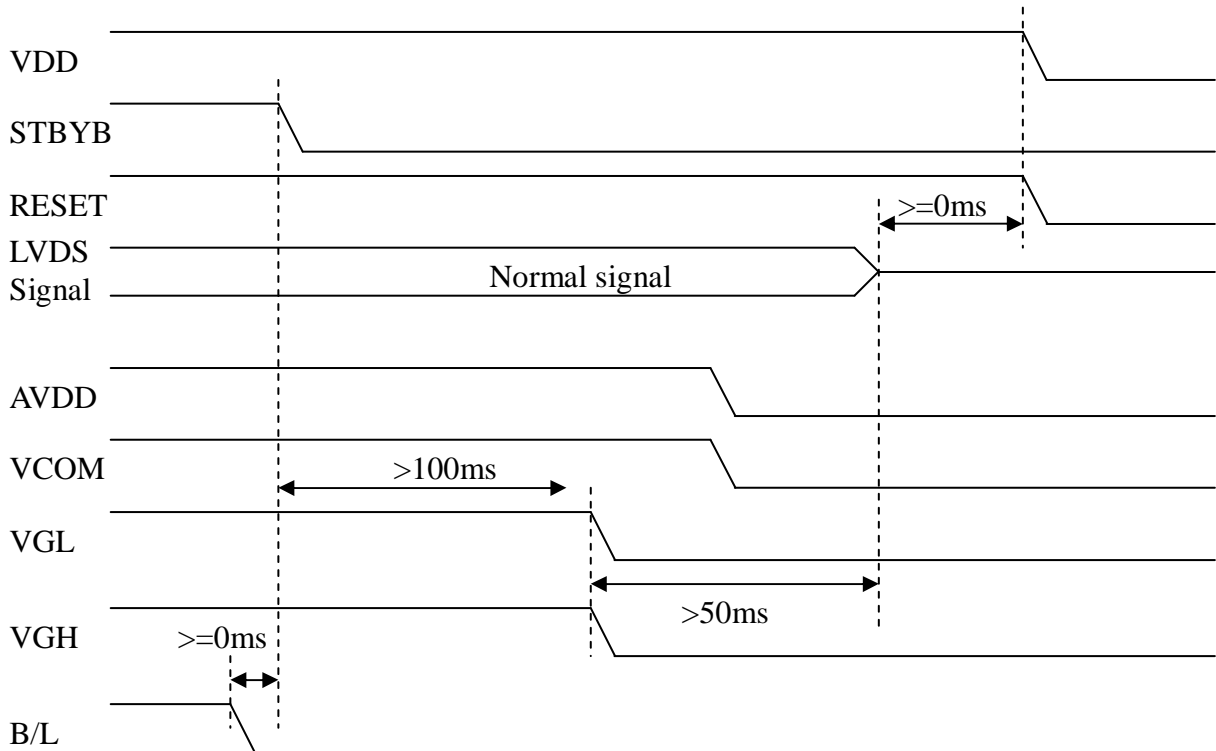 VDD
STBYB
RESET
>=0ms
LVDS
Signal
Normal signal
AVDD
VCOM
>100ms
VGL
>50ms
VGH
>=0ms
B/L